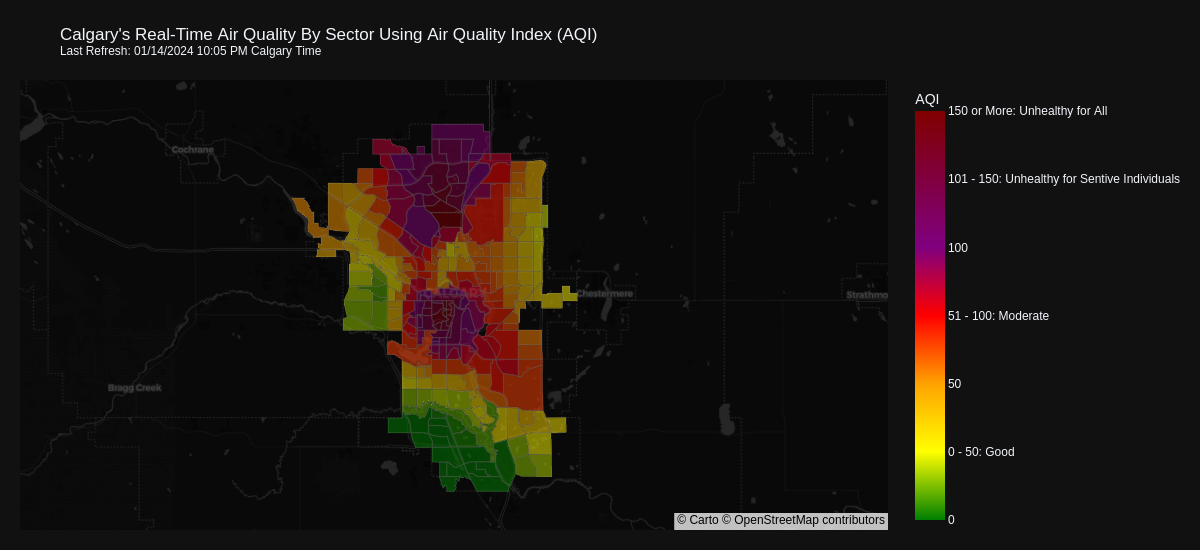 Calgary's Real-Time Air Quality By Sector Using Air Quality Index (AQI)
Last Refresh: 01/14/2024 10:05 PM Calgary Time
AQI
150 or More: Unhealthy for All
101 - 150: Unhealthy for Sentive Individuals
100
51 - 100: Moderate
50
0 - 50: Good
0
Cochrane
CALGARY
Chestermere
Strathmo
Bragg Creek
© Carto © OpenStreetMap contributors